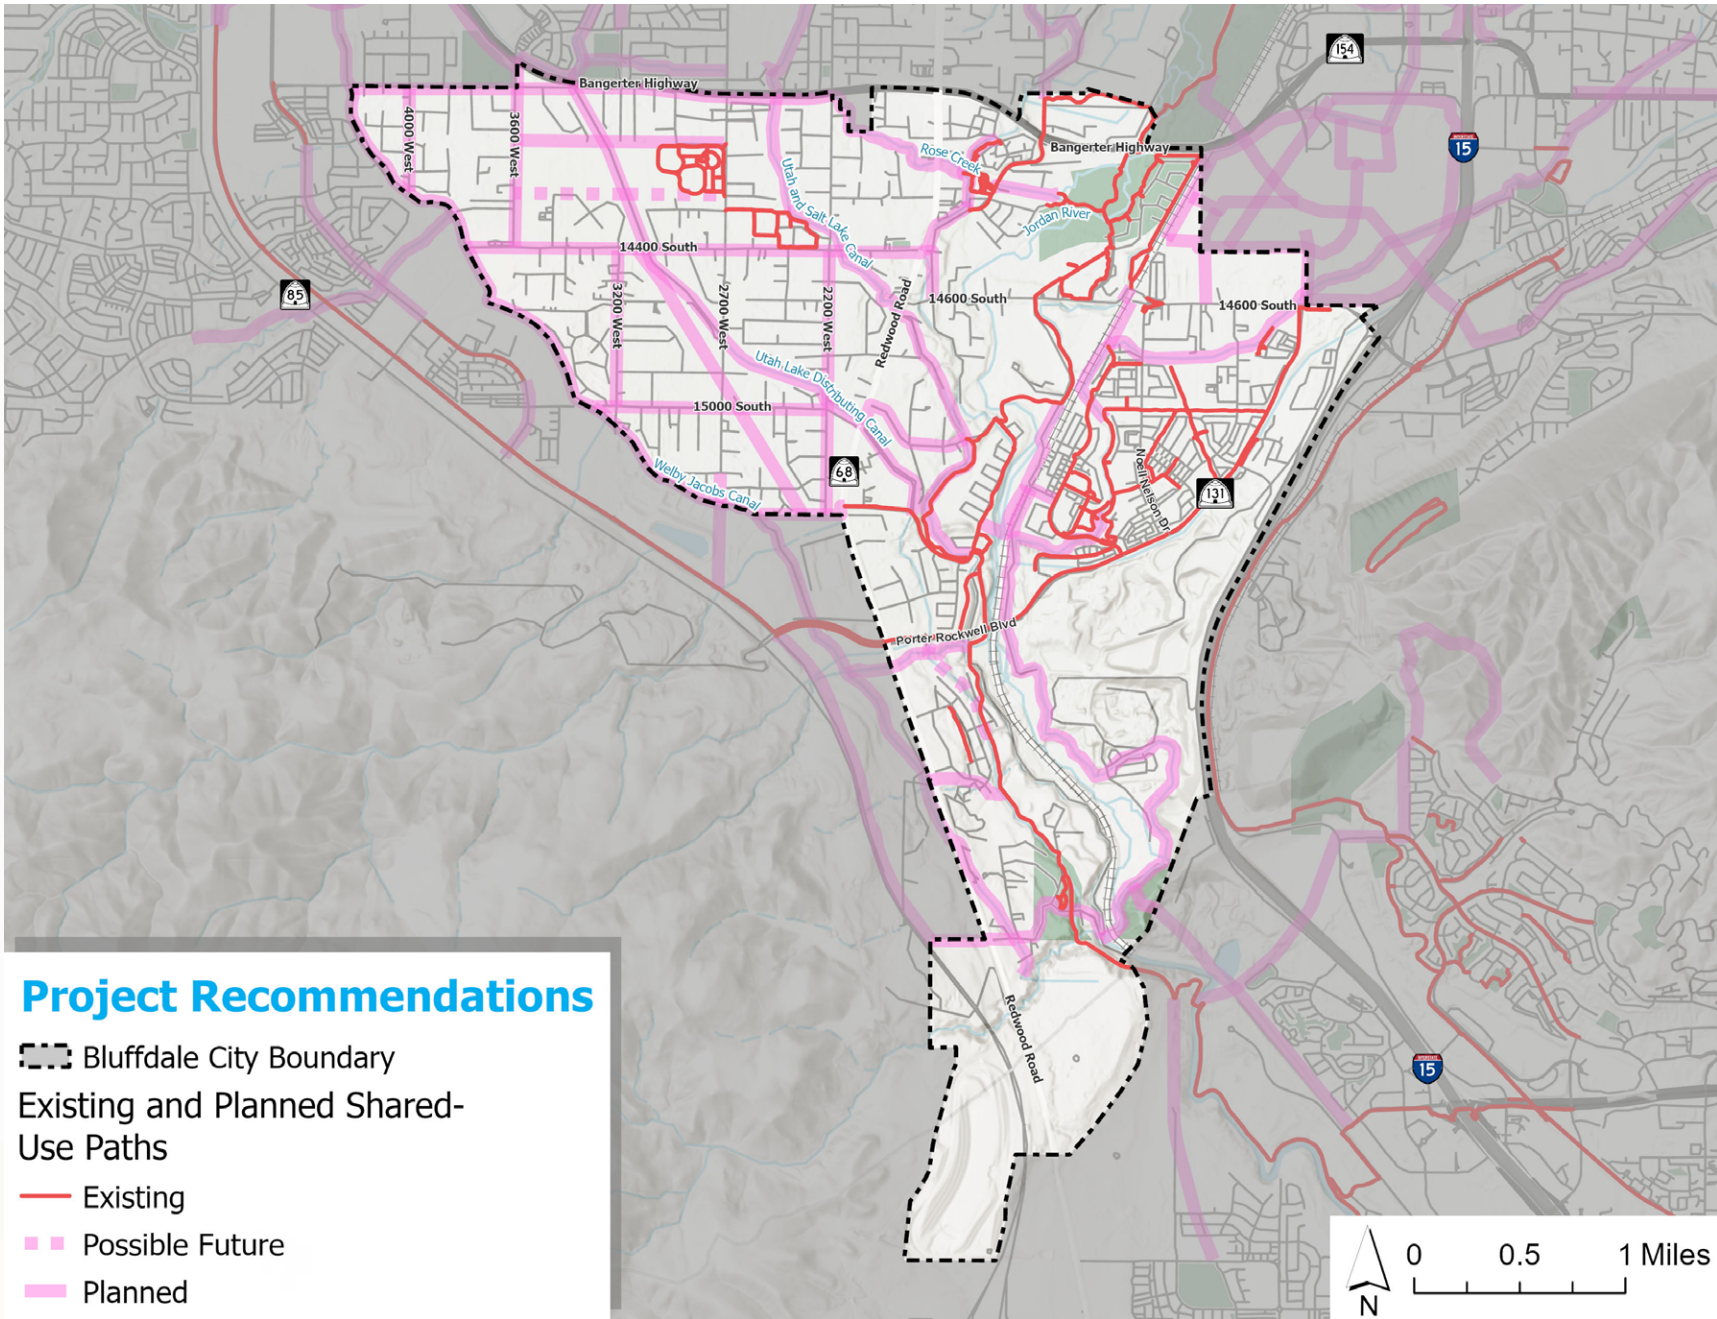 154
Bangerter Highway
4000 West
3600 West
Rose Creek
Bangerter Highway
INTERSTATE
15
Utah and Salt Lake Canal
Jordan River
14400 South
85
3200 West
2700 West
2200 West
Redwood Road
14600 South
14600 South
Utah Lake Distributing Canal
15000 South
68
Welby Jacobs Canal
Noell Nelson Dr
131
Porter Rockwell Blvd
Redwood Road
INTERSTATE
15
Project Recommendations
Bluffdale City Boundary
Existing and Planned Shared-
Use Paths
Existing
Possible Future
Planned
0 0.5 1 Miles
N